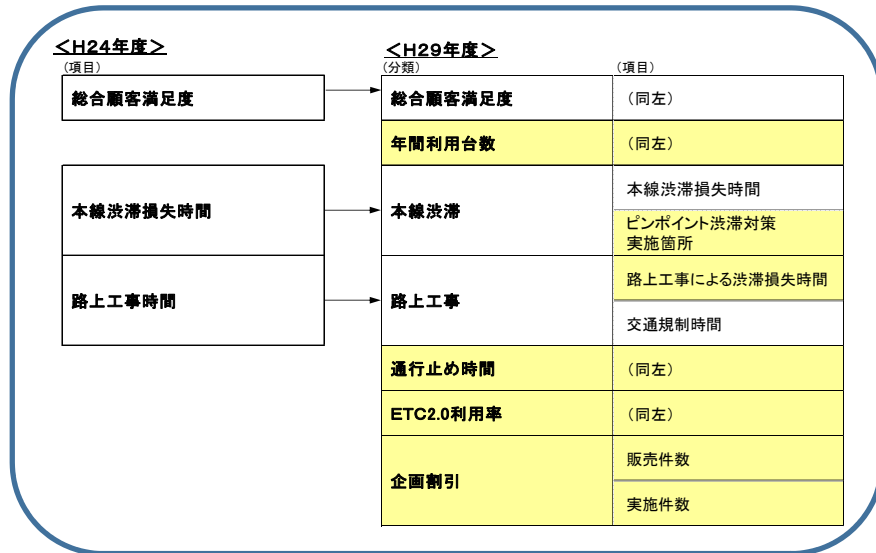 ＜H24年度＞
（項目）
総合顧客満足度
本線渋滞損失時間
路上工事時間
＜H29年度＞
（分類）
（項目）
総合顧客満足度
（同左）
年間利用台数
（同左）
本線渋滞
本線渋滞損失時間
ピンポイント渋滞対策
実施箇所
路上工事
路上工事による渋滞損失時間
交通規制時間
通行止め時間
（同左）
ETC2.0利用率
（同左）
企画割引
販売件数
実施件数